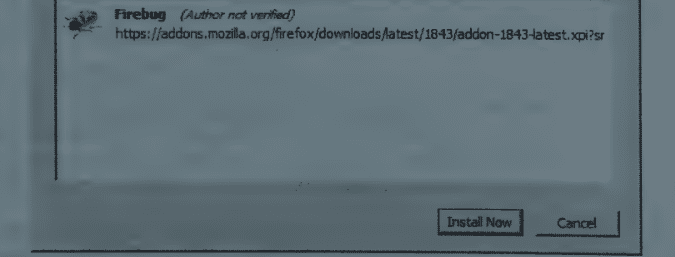 Firebug (Author not verified)
https://addons.mozilla.org/firefox/downloads/latest/1843/addon-1843-latest.xpi?sr
Install Now
Cancel